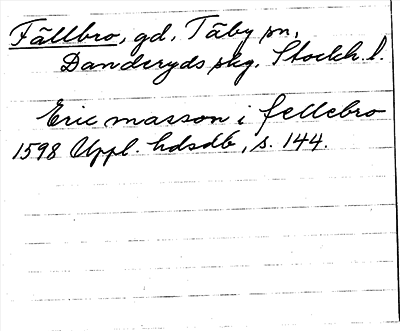 Fällbro, gd, Täby sn,
Danderyds skg. Stockh. l.
Eric masson i fellebro
1598 Uppl. hdsdb, s. 144.